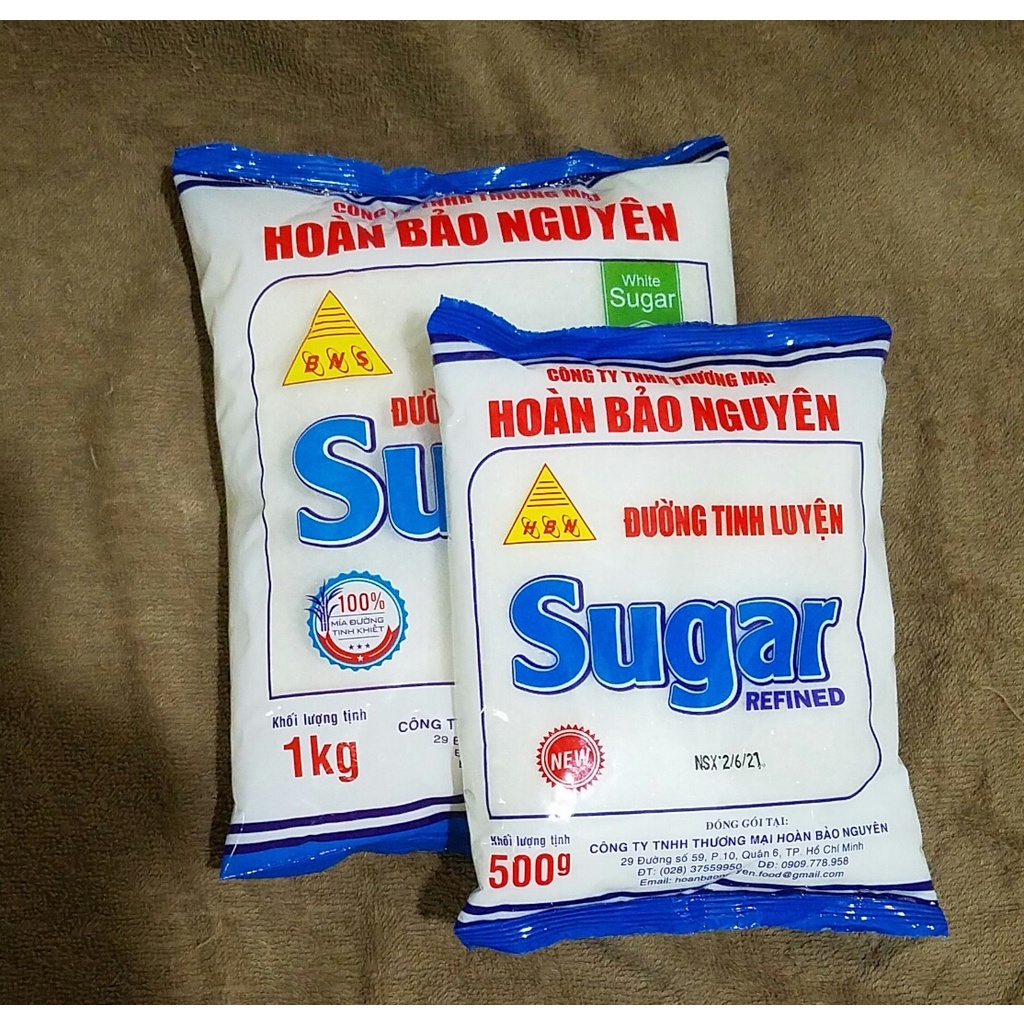 CÔNG TY TNHH THƯƠNG MẠI
HOÀN BẢO NGUYÊN
White
Sugar
BNS
100%
MÍA ĐƯỜNG
TINH KHIẾT
Khối lượng tịnh
1kg
29
CÔNG TY TNHH THƯƠNG MẠI
HOÀN BẢO NGUYÊN
HBN
ĐƯỜNG TINH LUYỆN
Sugar
REFINED
NEW
NSX 2/6/21
ĐÓNG GÓI TẠI:
CÔNG TY TNHH THƯƠNG MẠI HOÀN BẢO NGUYÊN
29 Đường số 59, P.10, Quận 6, TP. Hồ Chí Minh
ĐT: (028) 37559950 DĐ: 0909.778.958
Email:
Khối lượng tịnh
500g